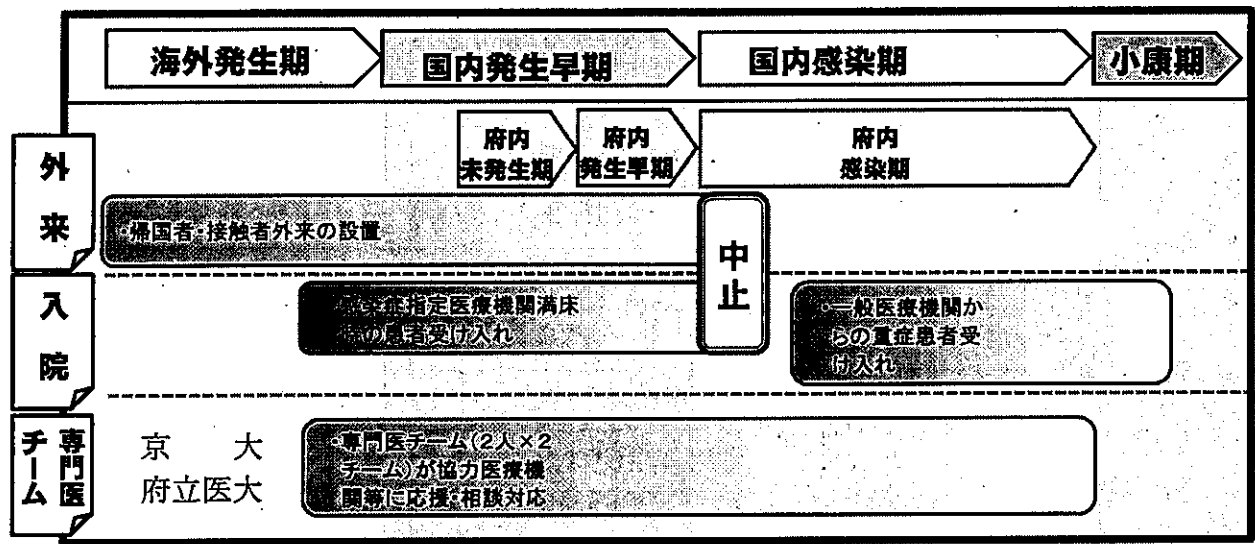 海外発生期
国内発生早期
国内感染期
小康期
府内
未発生期
府内
発生早期
府内
感染期
外来
・帰国者・接触者外来の設置
中止
入院
感染症指定医療機関満床
時の患者受け入れ
・一般医療機関か
らの重症患者受
け入れ
専門医
チーム
京 大
府立医大
・専門医チーム(2人×2
チーム)が協力医療機
関等に応援・相談対応